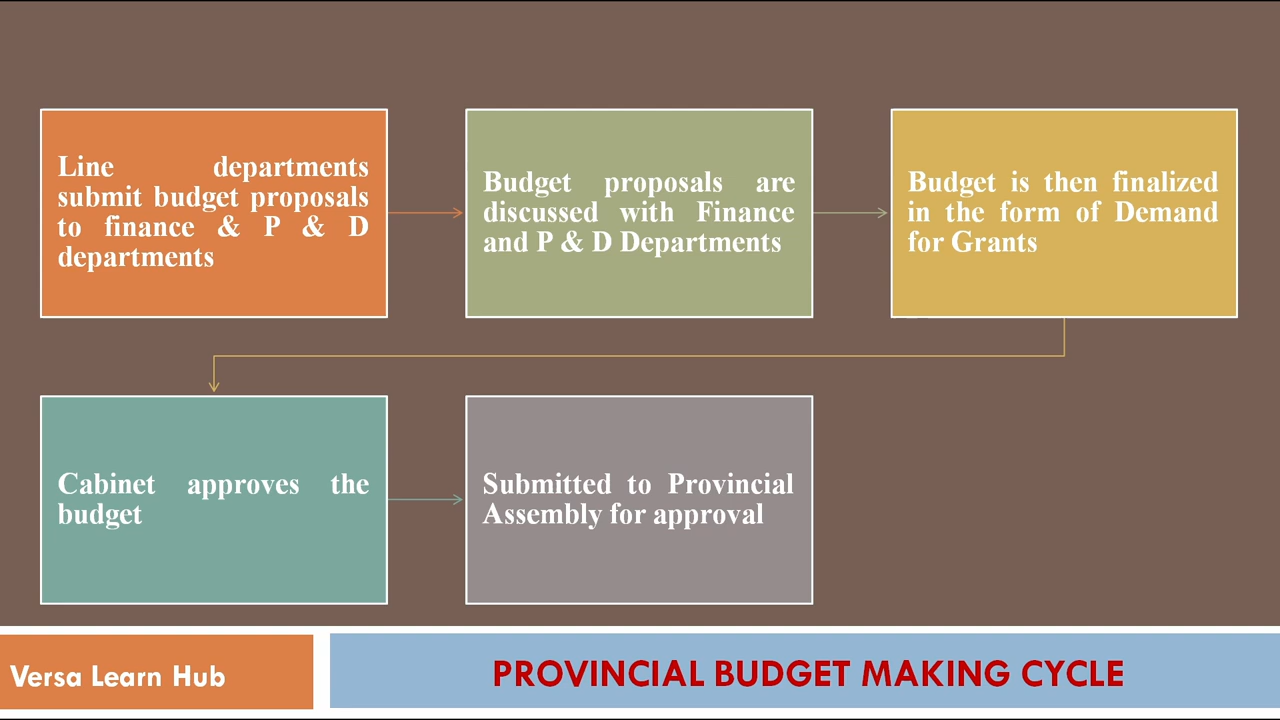 Line departments
submit budget proposals
to finance & P & D
departments
Budget proposals are
discussed with Finance
and P & D Departments
Budget is then finalized
in the form of Demand
for Grants
Cabinet approves the
budget
Submitted to Provincial
Assembly for approval
Versa Learn Hub
PROVINCIAL BUDGET MAKING CYCLE